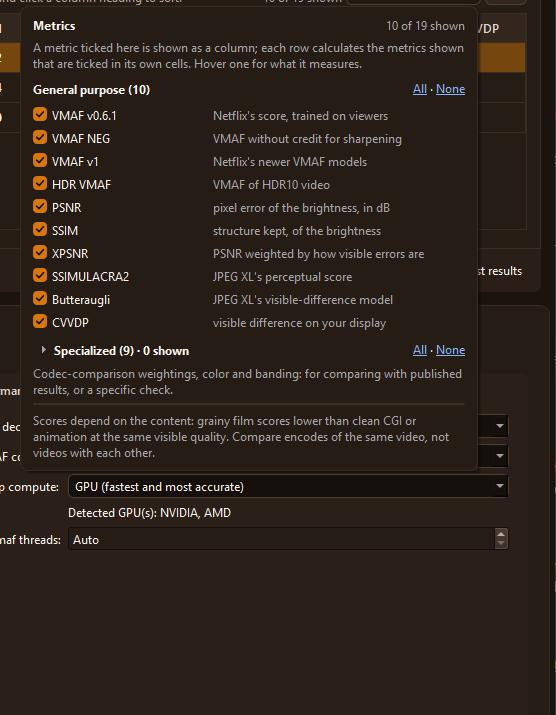 Metrics 10 of 19 shown
VDP
A metric ticked here is shown as a column; each row calculates the metrics shown
that are ticked in its own cells. Hover one for what it measures.
General purpose (10) All · None
VMAF v0.6.1 Netflix's score, trained on viewers
VMAF NEG VMAF without credit for sharpening
VMAF v1 Netflix's newer VMAF models
HDR VMAF VMAF of HDR10 video
PSNR pixel error of the brightness, in dB
SSIM structure kept, of the brightness
XPSNR PSNR weighted by how visible errors are
SSIMULACRA2 JPEG XL's perceptual score
st results
Butteraugli JPEG XL's visible-difference model
CVVDP visible difference on your display
Specialized (9) · 0 shown All · None
Codec-comparison weightings, color and banding: for comparing with published
results, or a specific check.
Scores depend on the content: grainy film scores lower than clean CGI or
animation at the same visible quality. Compare encodes of the same video, not
videos with each other.
p compute: GPU (fastest and most accurate)
Detected GPU(s): NVIDIA, AMD
maf threads: Auto